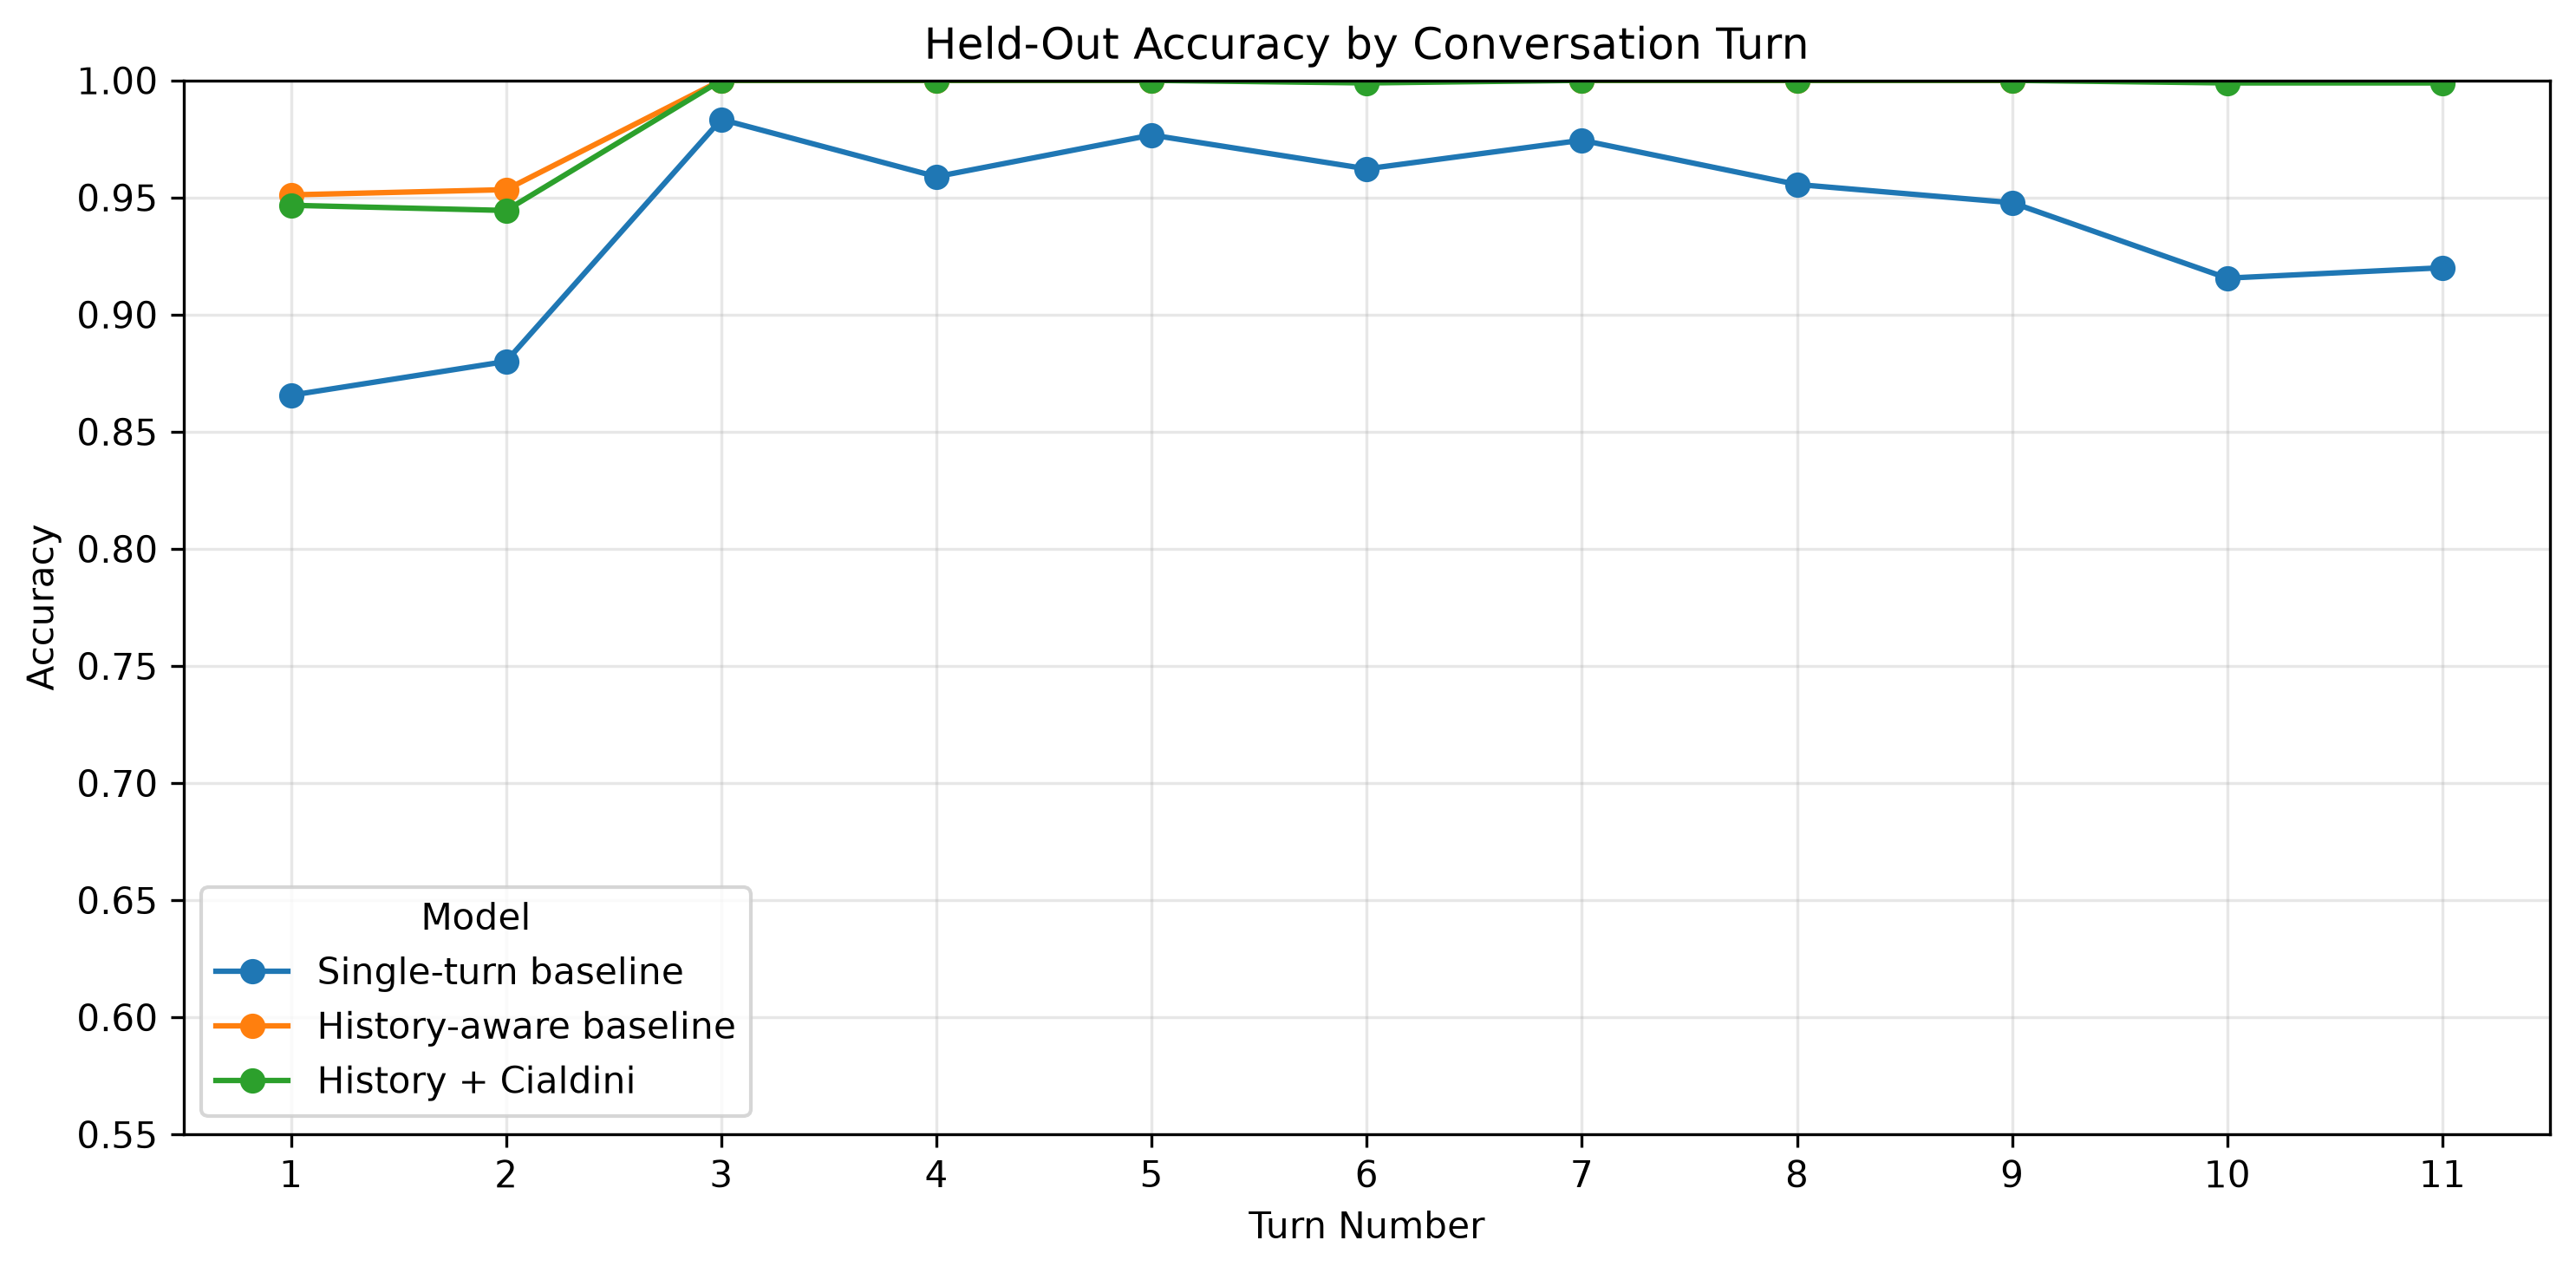 Held-Out Accuracy by Conversation Turn
1.00
0.95
0.90
0.85
0.80
0.75
0.70
0.65
0.60
0.55
Accuracy
Model
Single-turn baseline
History-aware baseline
History + Cialdini
1 2 3 4 5 6 7 8 9 10 11
Turn Number